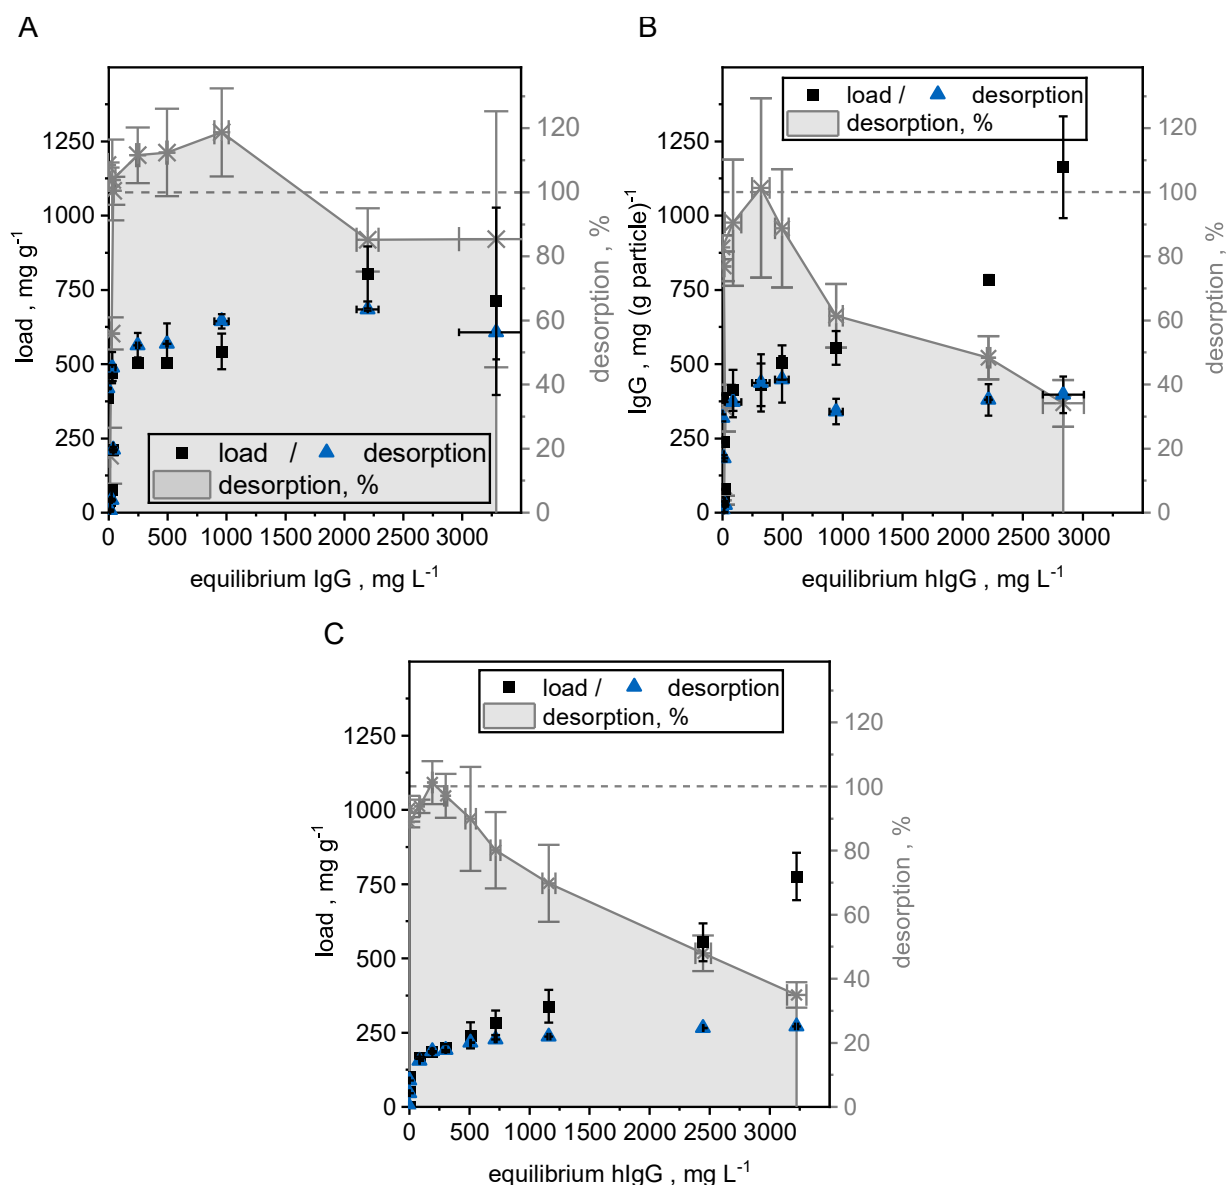 A
load , mg g-1
1250
1000
750
500
250
0
120
100
80
60
40
20
0
desorption , %
load / desorption
desorption, %
0 500 1000 1500 2000 2500 3000
equilibrium IgG , mg L-1
B
IgG , mg (g particle)-1
load / desorption
desorption, %
1250
1000
750
500
250
0
120
100
80
60
40
20
0
desorption , %
0 500 1000 1500 2000 2500 3000
equilibrium hIgG , mg L-1
C
load , mg g-1
load / desorption
desorption, %
1250
1000
750
500
250
0
120
100
80
60
40
20
0
desorption , %
0 500 1000 1500 2000 2500 3000
equilibrium hIgG , mg L-1